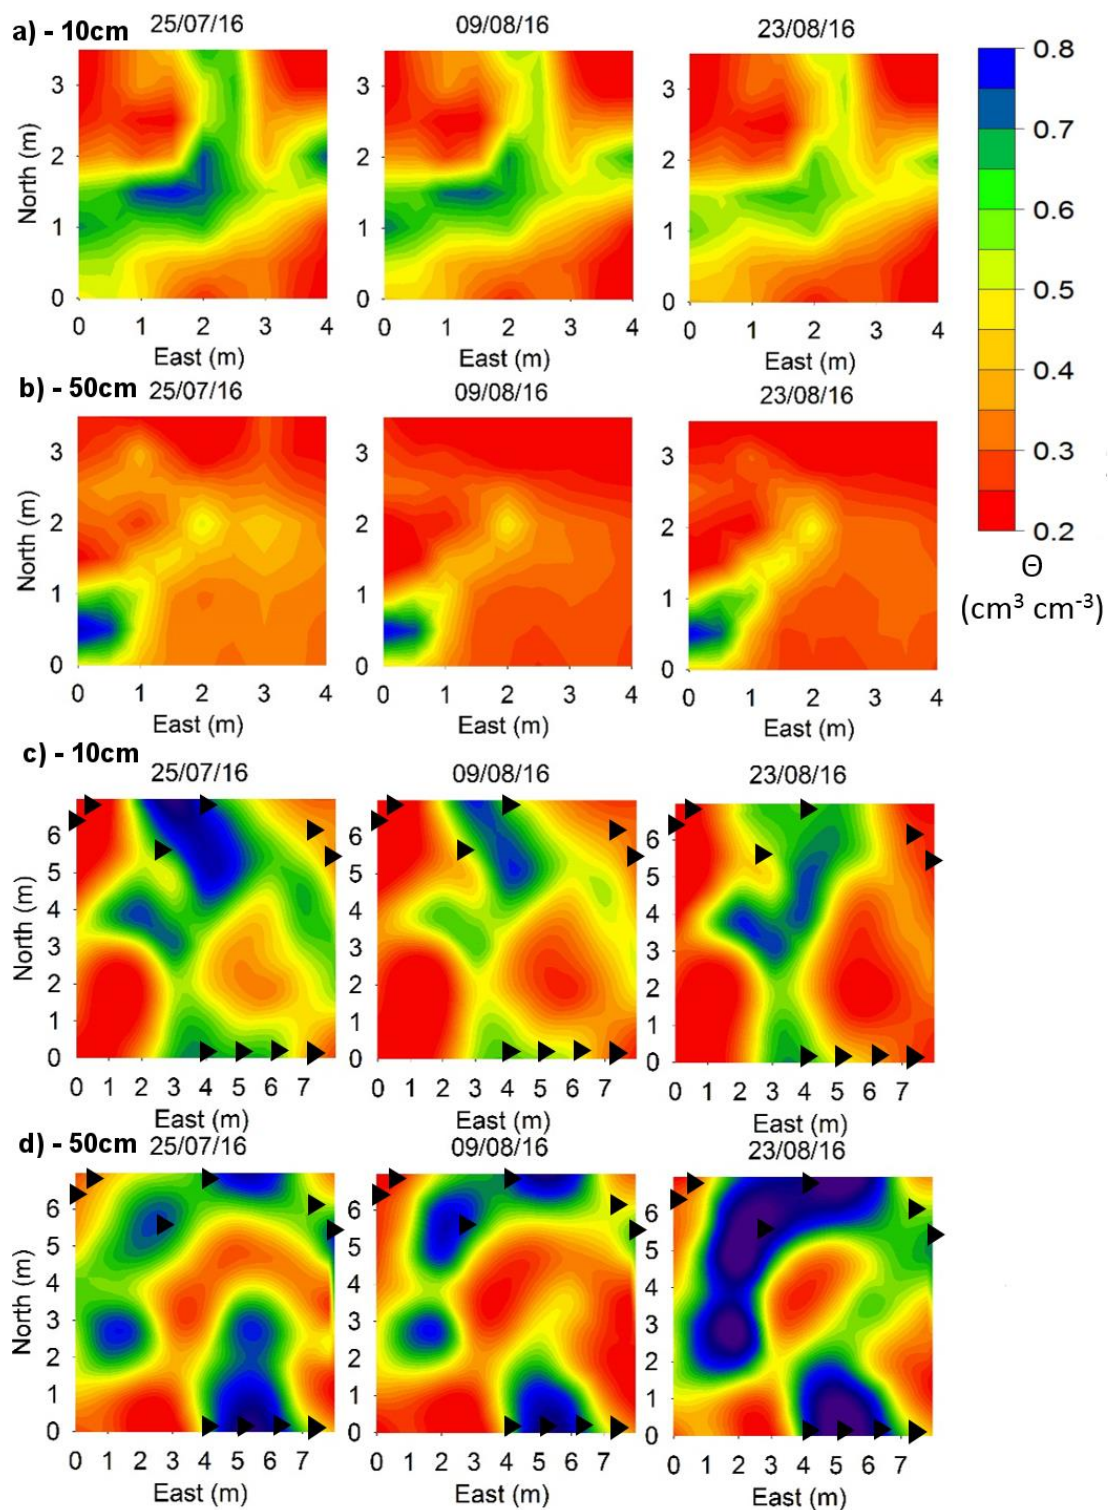 a) - 10cm
25/07/16 09/08/16 23/08/16
North (m)
3 3 3
2 2 2
1 1 1
0 0 0
0 1 2 3 4 0 1 2 3 4 0 1 2 3 4
East (m) East (m) East (m)
0.8
0.7
0.6
0.5
0.4
0.3
0.2
Θ
(cm³ cm⁻³)
b) - 50cm
25/07/16 09/08/16 23/08/16
North (m)
3 3 3
2 2 2
1 1 1
0 0 0
0 1 2 3 4 0 1 2 3 4 0 1 2 3 4
East (m) East (m) East (m)
c) - 10cm
25/07/16 09/08/16 23/08/16
North (m)
6 6 6
5 5 5
4 4 4
3 3 3
2 2 2
1 1 1
0 0 0
0 1 2 3 4 5 6 7 0 1 2 3 4 5 6 7 0 1 2 3 4 5 6 7
East (m) East (m) East (m)
d) - 50cm
25/07/16 09/08/16 23/08/16
North (m)
6 6 6
5 5 5
4 4 4
3 3 3
2 2 2
1 1 1
0 0 0
0 1 2 3 4 5 6 7 0 1 2 3 4 5 6 7 0 1 2 3 4 5 6 7
East (m) East (m) East (m)